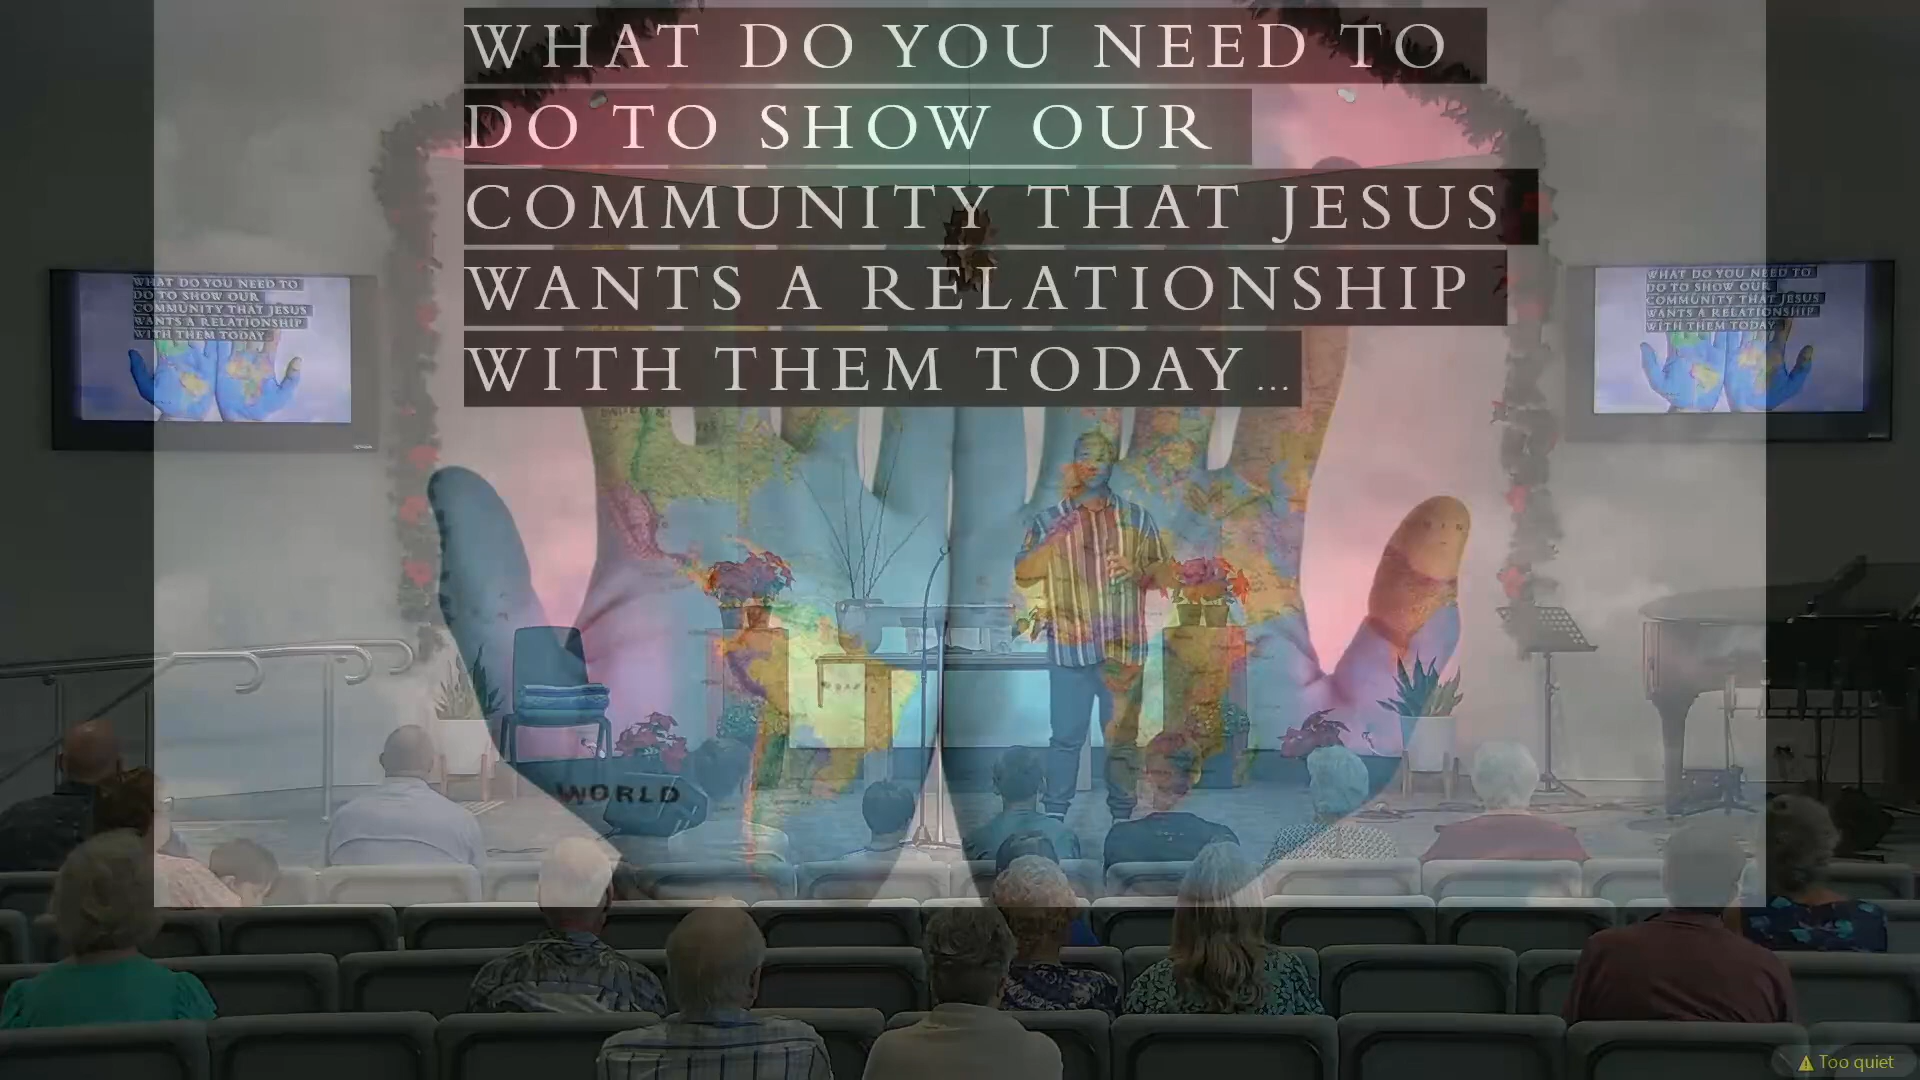 WHAT DO YOU NEED TO
DO TO SHOW OUR
COMMUNITY THAT JESUS
WANTS A RELATIONSHIP
WITH THEM TODAY...
WHAT DO YOU NEED TO
DO TO SHOW OUR
COMMUNITY THAT JESUS
WANTS A RELATIONSHIP
WITH THEM TODAY
WHAT DO YOU NEED TO
DO TO SHOW OUR
COMMUNITY THAT JESUS
WANTS A RELATIONSHIP
WITH THEM TODAY
BRAZIL
WORLD
Too quiet